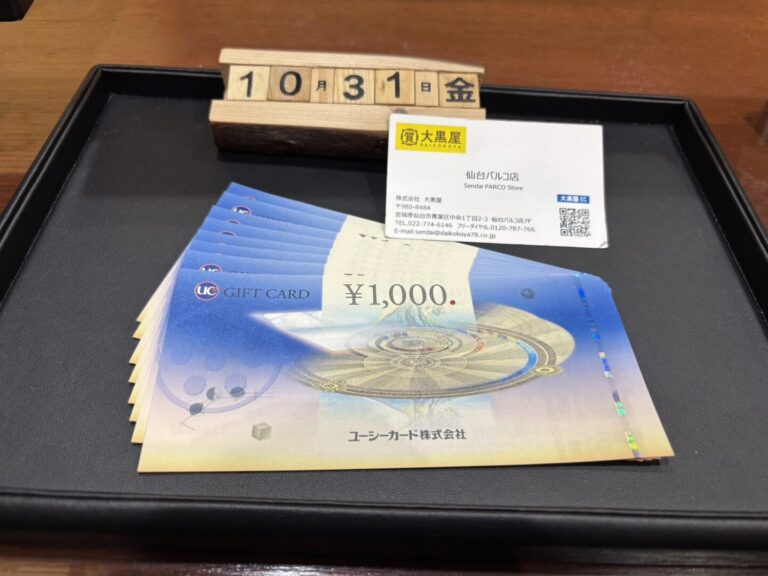 10月31日金
質 大黒屋
DAIKOKUYA
仙台パルコ店
Sendai PARCO Store
株式会社 大黒屋
大黒屋 EC
〒980-8484
宮城県仙台市青葉区中央1丁目2-3 仙台パルコ店7F
TEL.022-774-6146 フリーダイヤル.0120-787-766
E-mail:sendai@daikokuya78.co.jp
UC GIFT CARD ¥1,000.
ユーシーカード株式会社